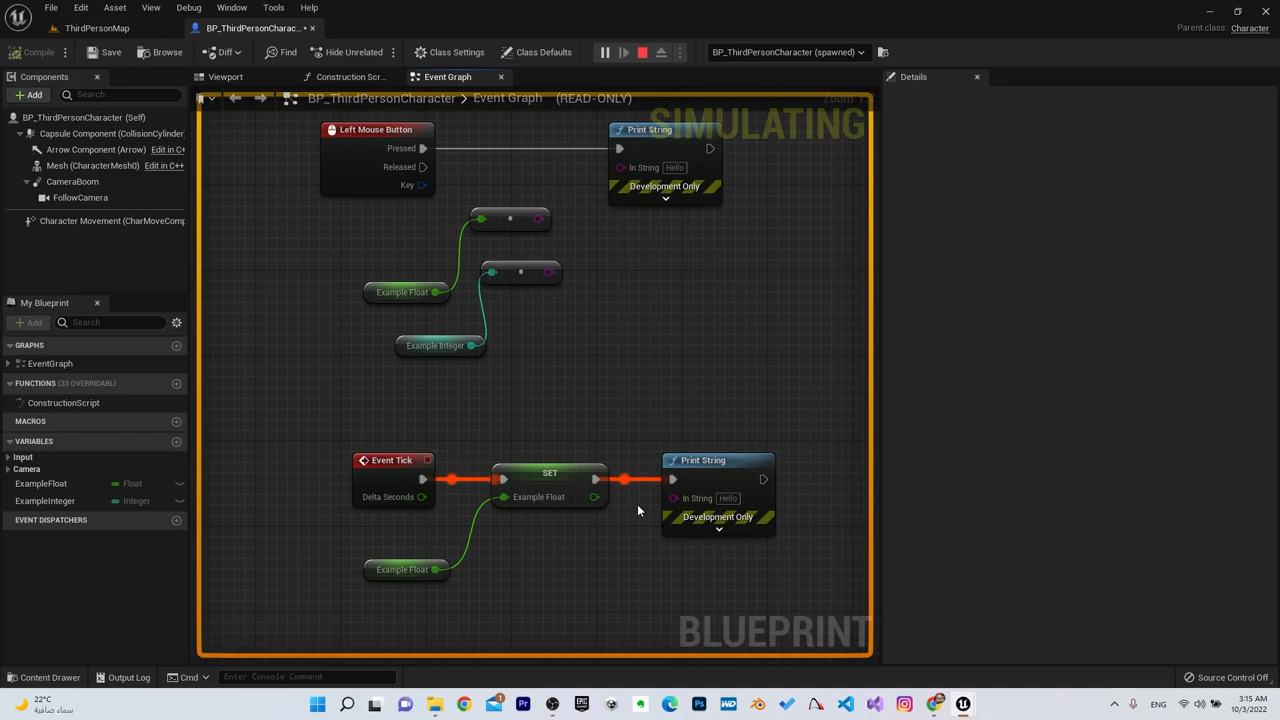 File Edit Asset View Debug Window Tools Help
ThirdPersonMap
BP_ThirdPersonCharac... •
Parent class: Character
Compile
Save
Browse
Diff
Find
Hide Unrelated
Class Settings
Class Defaults
BP_ThirdPersonCharacter (spawned)
Components
Viewport
Construction Scr...
Event Graph
Details
Add
Search
BP_ThirdPersonCharacter > Event Graph (READ-ONLY)
SIMULATING
BP_ThirdPersonCharacter (Self)
Capsule Component (CollisionCylinder
Arrow Component (Arrow) Edit in C+
Mesh (CharacterMesh0) Edit in C++
CameraBoom
FollowCamera
Character Movement (CharMoveComp
Left Mouse Button
Pressed
Released
Key
Print String
In String Hello
Development Only
Example Float
Example Integer
My Blueprint
Add
Search
GRAPHS
EventGraph
FUNCTIONS (33 OVERRIDABL
ConstructionScript
MACROS
VARIABLES
Input
Camera
ExampleFloat Float
ExampleInteger Integer
EVENT DISPATCHERS
Event Tick
Delta Seconds
SET
Example Float
Print String
In String Hello
Development Only
Example Float
BLUEPRINT
Content Drawer
Output Log
Cmd
Enter Console Command
Source Control Off
22°C
سماء صافية
ENG
3:15 AM
10/3/2022